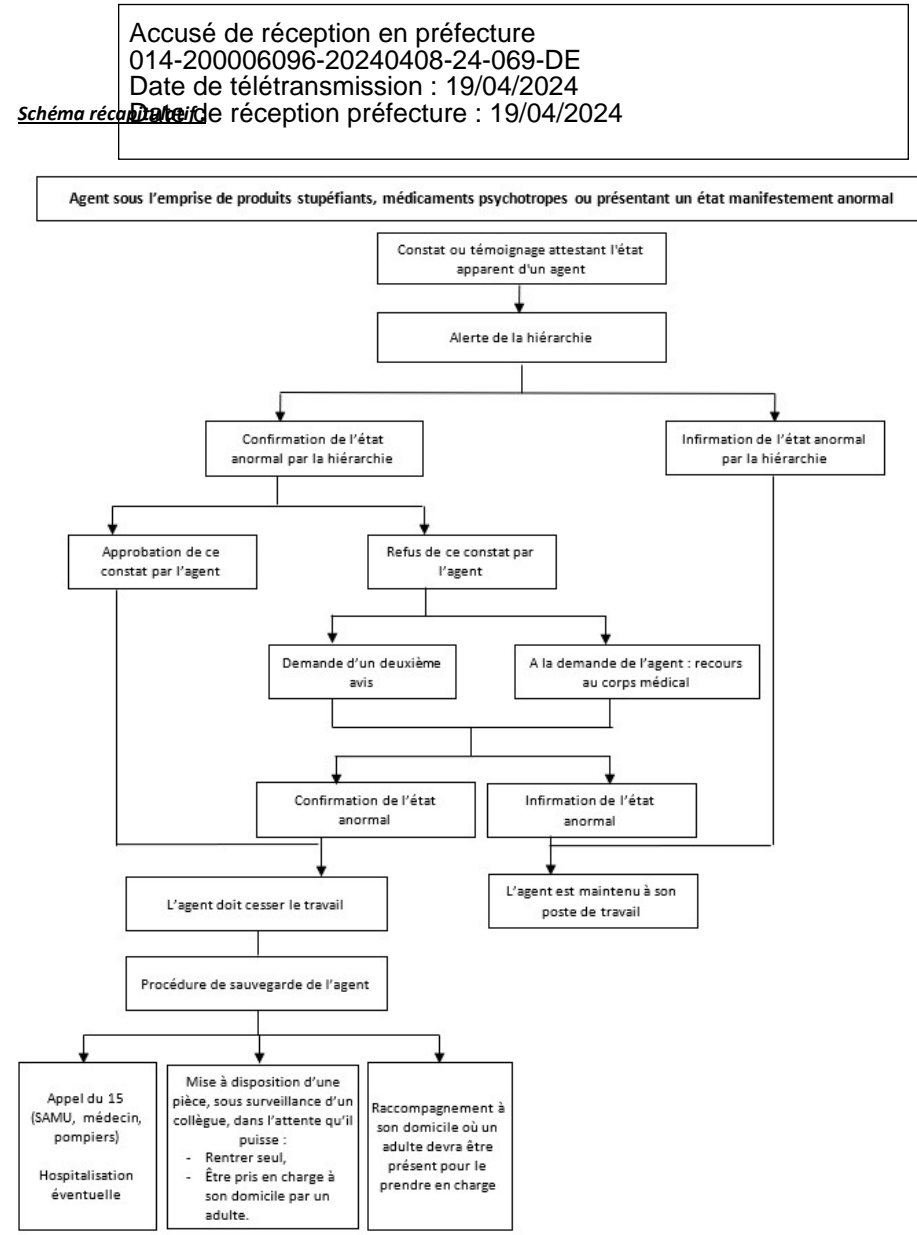 Accusé de réception en préfecture
014-200006096-20240408-24-069-DE
Date de télétransmission : 19/04/2024
Date de réception préfecture : 19/04/2024
Schéma récapitulatif :
Agent sous l'emprise de produits stupéfiants, médicaments psychotropes ou présentant un état manifestement anormal
Constat ou témoignage attestant l'état
apparent d'un agent
Alerte de la hiérarchie
Confirmation de l'état
anormal par la hiérarchie
Infirmation de l'état anormal
par la hiérarchie
Approbation de ce
constat par l'agent
Refus de ce constat par
l'agent
Demande d'un deuxième
avis
A la demande de l'agent : recours
au corps médical
Confirmation de l'état
anormal
Infirmation de l'état
anormal
L'agent doit cesser le travail
L'agent est maintenu à son
poste de travail
Procédure de sauvegarde de l'agent
Appel du 15
(SAMU, médecin,
pompiers)
Hospitalisation
éventuelle
Mise à disposition d'une
pièce, sous surveillance d'un
collègue, dans l'attente qu'il
puisse :
- Rentrer seul,
- Être pris en charge à
son domicile par un
adulte.
Raccompagnement à
son domicile où un
adulte devra être
présent pour le
prendre en charge